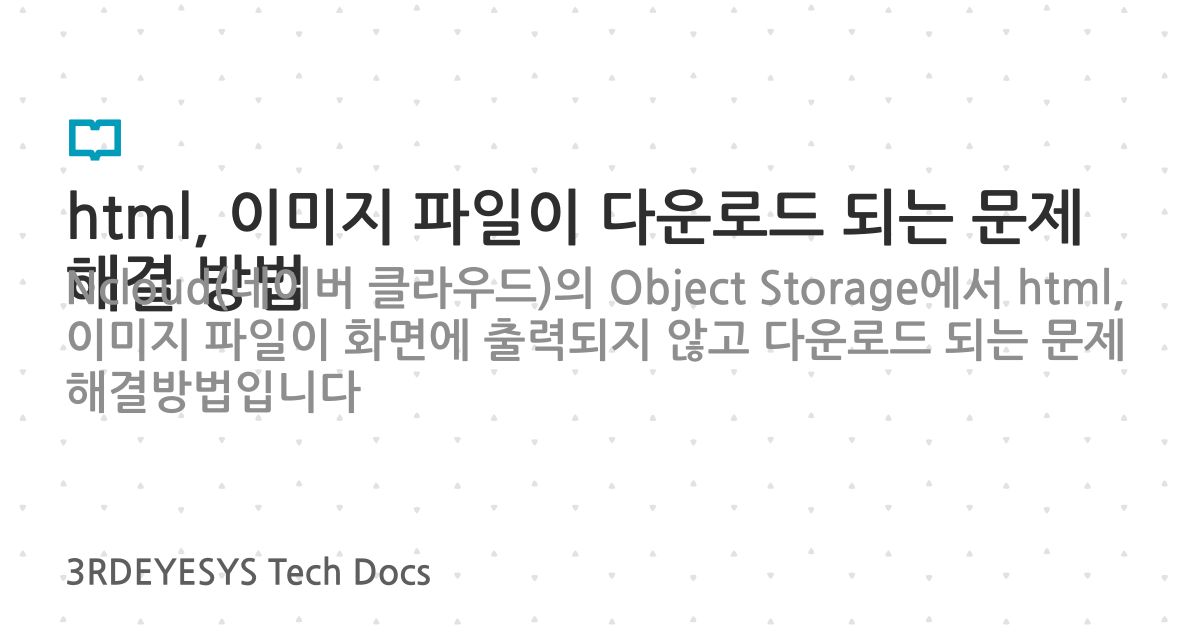 html, 이미지 파일이 다운로드 되는 문제
해결 방법
Ncloud(네이버 클라우드)의 Object Storage에서 html,
이미지 파일이 화면에 출력되지 않고 다운로드 되는 문제
해결방법입니다
3RDEYESYS Tech Docs